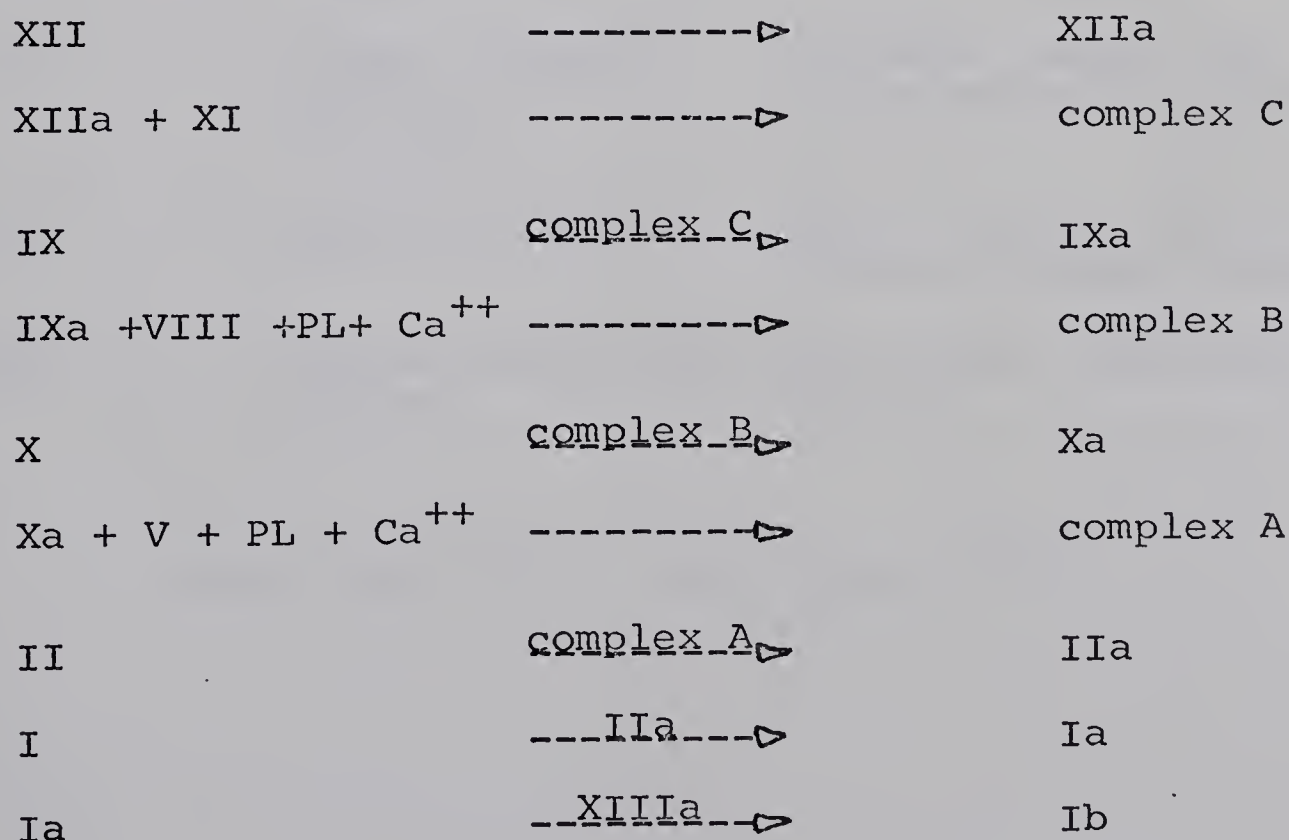 XII ----------▷ XIIa
XIIa + XI ----------▷ complex C
IX complex C ▷ IXa
IXa +VIII +PL+ Ca++ ----------▷ complex B
X complex B ▷ Xa
Xa + V + PL + Ca++ ----------▷ complex A
II complex A ▷ IIa
I ---IIa---▷ Ia
Ia --XIIIa--▷ Ib